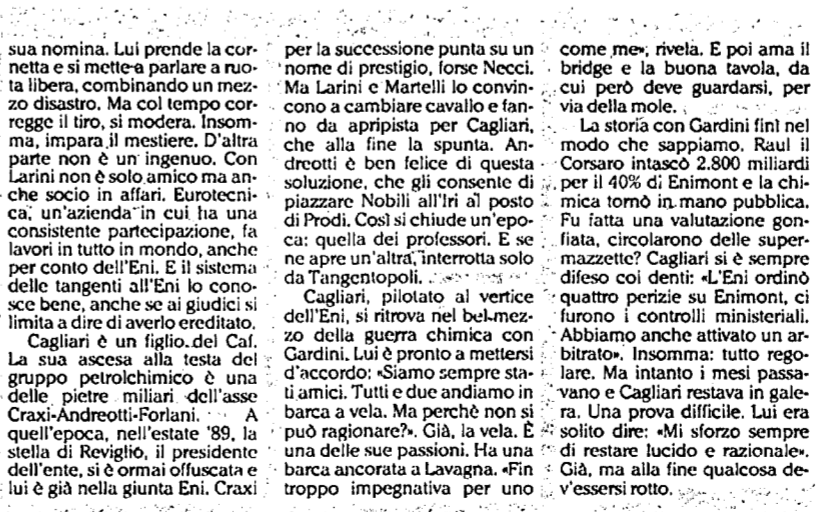 sua nomina. Lui prende la cor-
netta e si mette a parlare a ruo-
ta libera, combinando un mez-
zo disastro. Ma col tempo cor-
regge il tiro, si modera. Insom-
ma, impara il mestiere. D'altra
parte non è un ingenuo. Con
Larini non è solo amico ma an-
che socio in affari. Eurotecni-
ca, un'azienda in cui ha una
consistente partecipazione, fa
lavori in tutto in mondo, anche
per conto dell'Eni. E il sistema
delle tangenti all'Eni lo cono-
sce bene, anche se ai giudici si
limita a dire di averlo ereditato.
Cagliari è un figlio del Caf.
La sua ascesa alla testa del
gruppo petrolchimico è una
delle pietre miliari dell'asse
Craxi-Andreotti-Forlani. A
quell'epoca, nell'estate '89, la
stella di Reviglio, il presidente
dell'ente, si è ormai offuscata e
lui è già nella giunta Eni. Craxi
per la successione punta su un
nome di prestigio, forse Necci.
Ma Larini e Martelli lo convin-
cono a cambiare cavallo e fan-
no da apripista per Cagliari,
che alla fine la spunta. An-
dreotti è ben felice di questa
soluzione, che gli consente di
piazzare Nobili all'Iri al posto
di Prodi. Così si chiude un'epo-
ca: quella dei professori. E se
ne apre un'altra, interrotta solo
da Tangentopoli.
Cagliari, pilotato al vertice
dell'Eni, si ritrova nel bel mez-
zo della guerra chimica con
Gardini. Lui è pronto a mettersi
d'accordo: «Siamo sempre sta-
ti amici. Tutti e due andiamo in
barca a vela. Ma perchè non si
può ragionare?». Già, la vela. È
una delle sue passioni. Ha una
barca ancorata a Lavagna. «Fin
troppo impegnativa per uno
come me», rivela. E poi ama il
bridge e la buona tavola, da
cui però deve guardarsi, per
via della mole.
La storia con Gardini finì nel
modo che sappiamo. Raul il
Corsaro intascò 2.800 miliardi
per il 40% di Enimont e la chi-
mica tornò in mano pubblica.
Fu fatta una valutazione gon-
fiata, circolarono delle super-
mazzette? Cagliari si è sempre
difeso coi denti: «L'Eni ordinò
quattro perizie su Enimont, ci
furono i controlli ministeriali.
Abbiamo anche attivato un ar-
bitrato». Insomma: tutto rego-
lare. Ma intanto i mesi passa-
vano e Cagliari restava in gale-
ra. Una prova difficile. Lui era
solito dire: «Mi sforzo sempre
di restare lucido e razionale».
Già, ma alla fine qualcosa de-
v'essersi rotto.